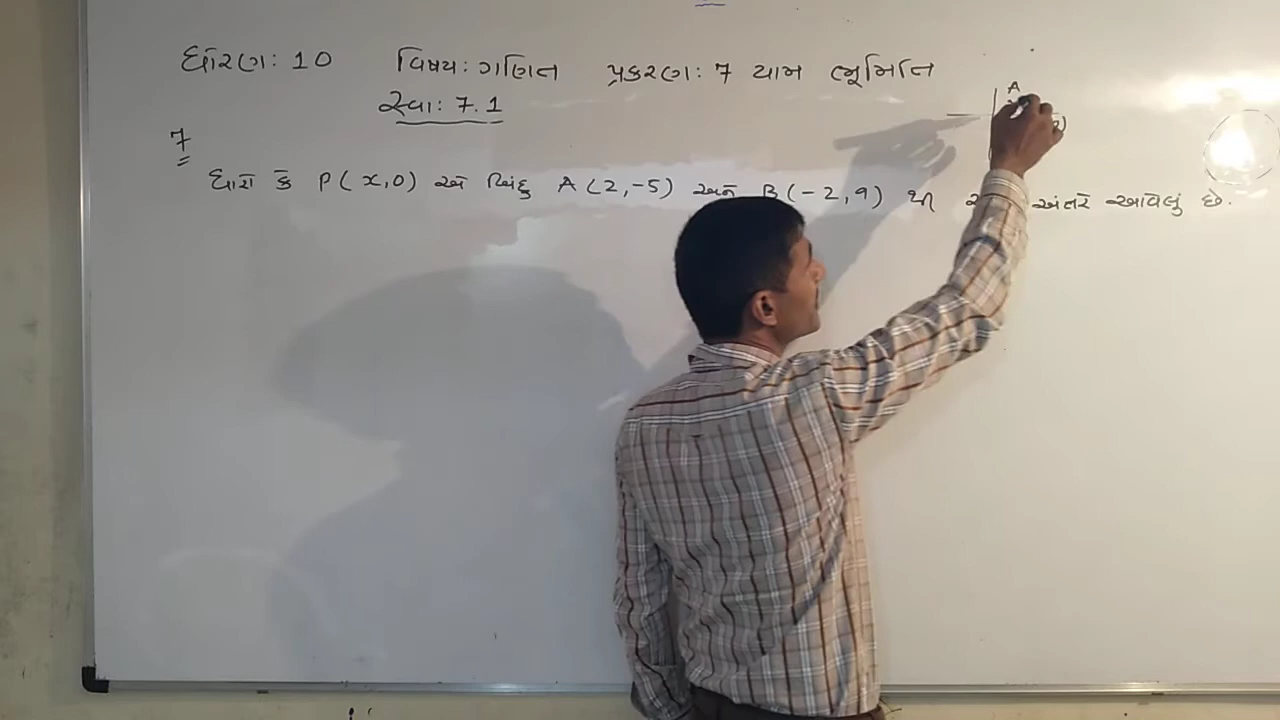 ધોરણ: 10 વિષય: ગણિત પ્રકરણ: 7 યામ ભૂમિતિ
સ્વા: 7.1
7
ધારો કે P(x,0) એ બિંદુ A(2,-5) અને B(-2,9) થી અંતરે આવેલું છે.
A